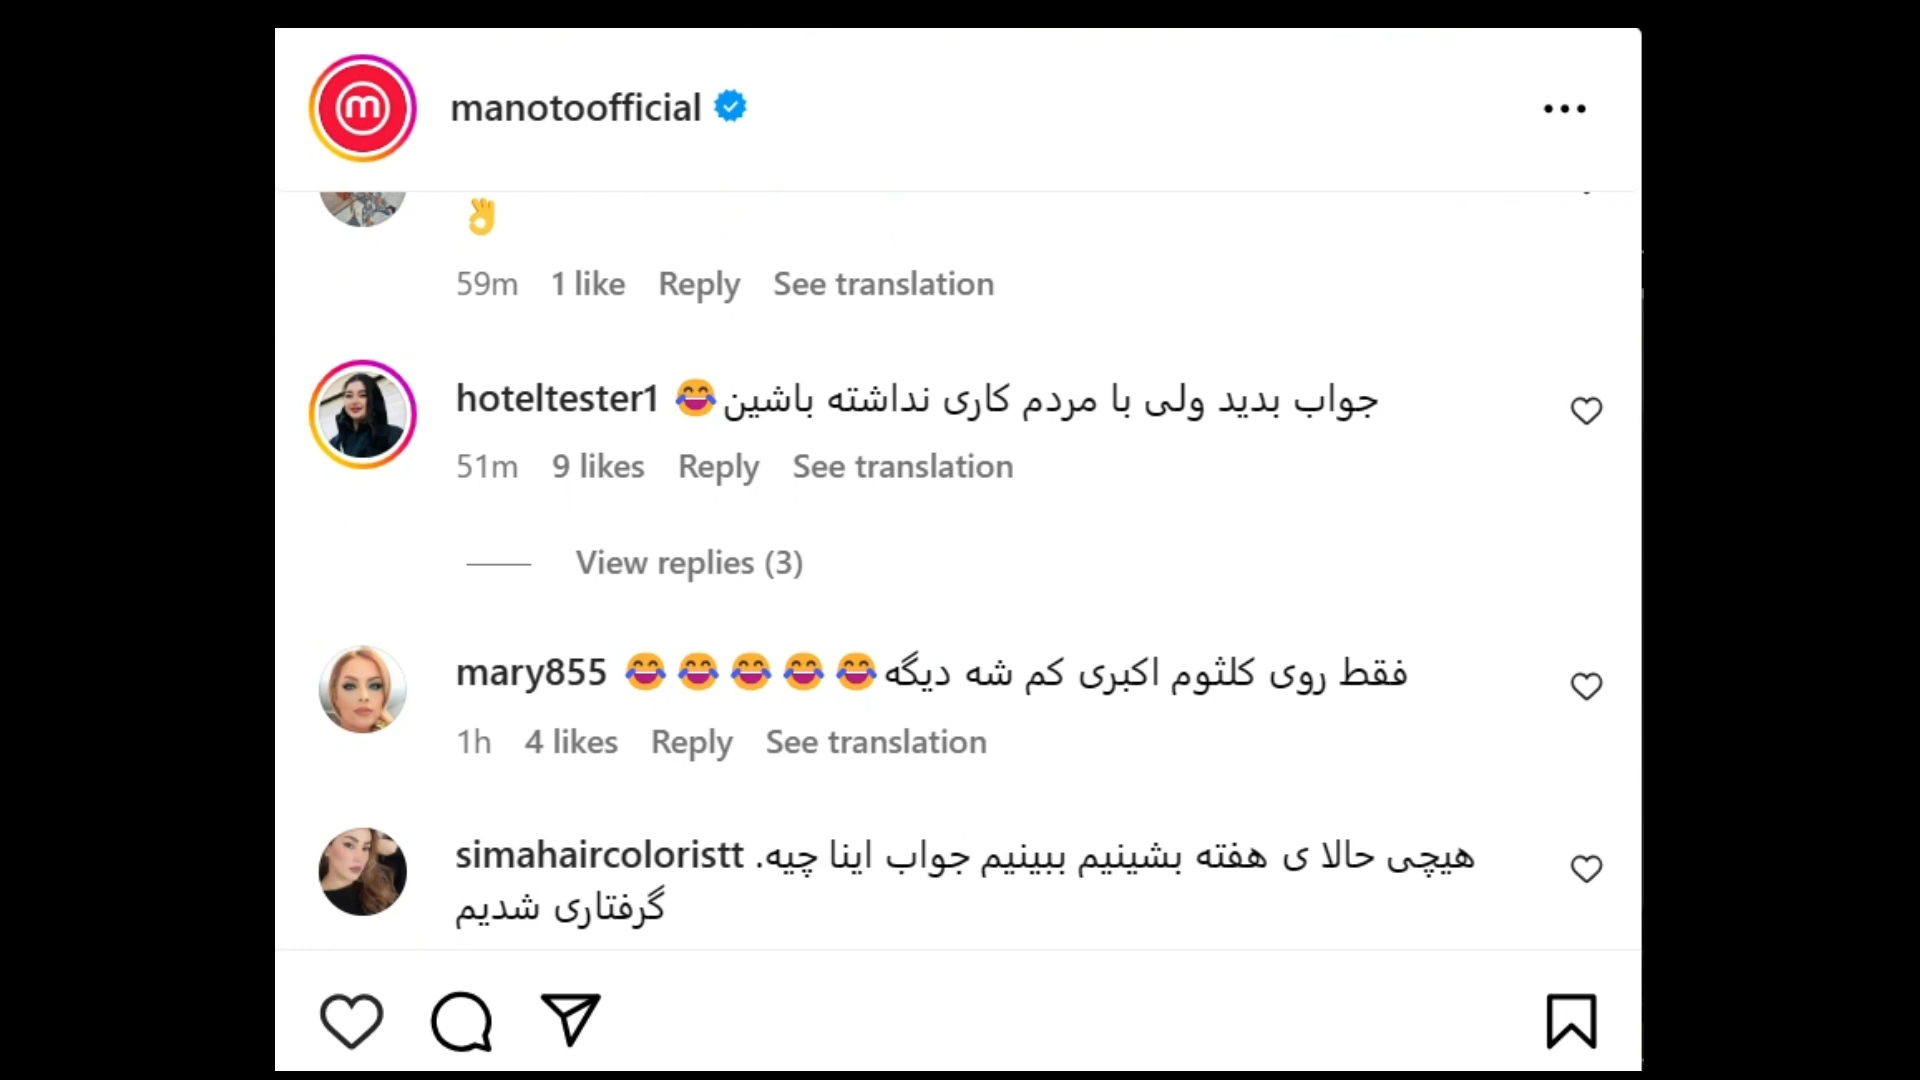 m
manotoofficial
👌
59m 1 like Reply See translation
hoteltester1 جواب بدید ولی با مردم کاری نداشته باشین😂
51m 9 likes Reply See translation
View replies (3)
mary855 فقط روی کلثوم اکبری کم شه دیگه😂😂😂😂😂
1h 4 likes Reply See translation
simahaircoloristt هیچی حالا ی هفته بشینیم ببینیم جواب اینا چیه.
گرفتاری شدیم